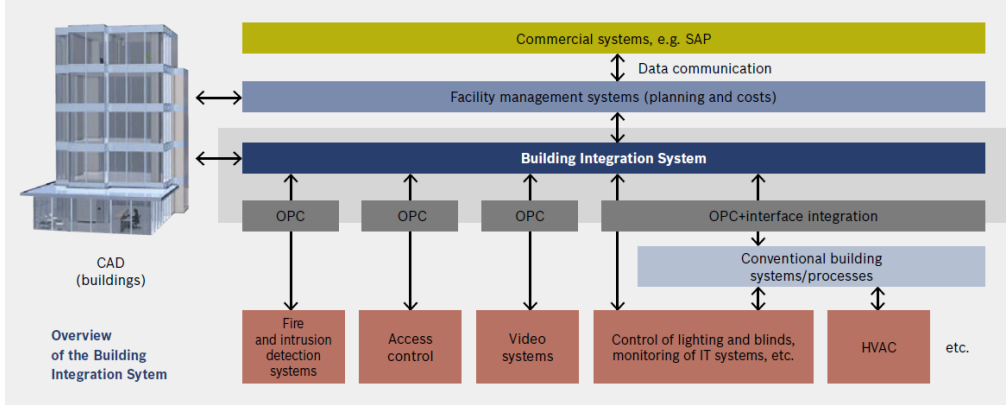 Commercial systems, e.g. SAP
Data communication
Facility management systems (planning and costs)
Building Integration System
OPC
OPC
OPC
OPC+interface integration
CAD
(buildings)
Conventional building
systems/processes
Overview
of the Building
Integration Sytem
Fire
and intrusion
detection
systems
Access
control
Video
systems
Control of lighting and blinds,
monitoring of IT systems, etc.
HVAC
etc.